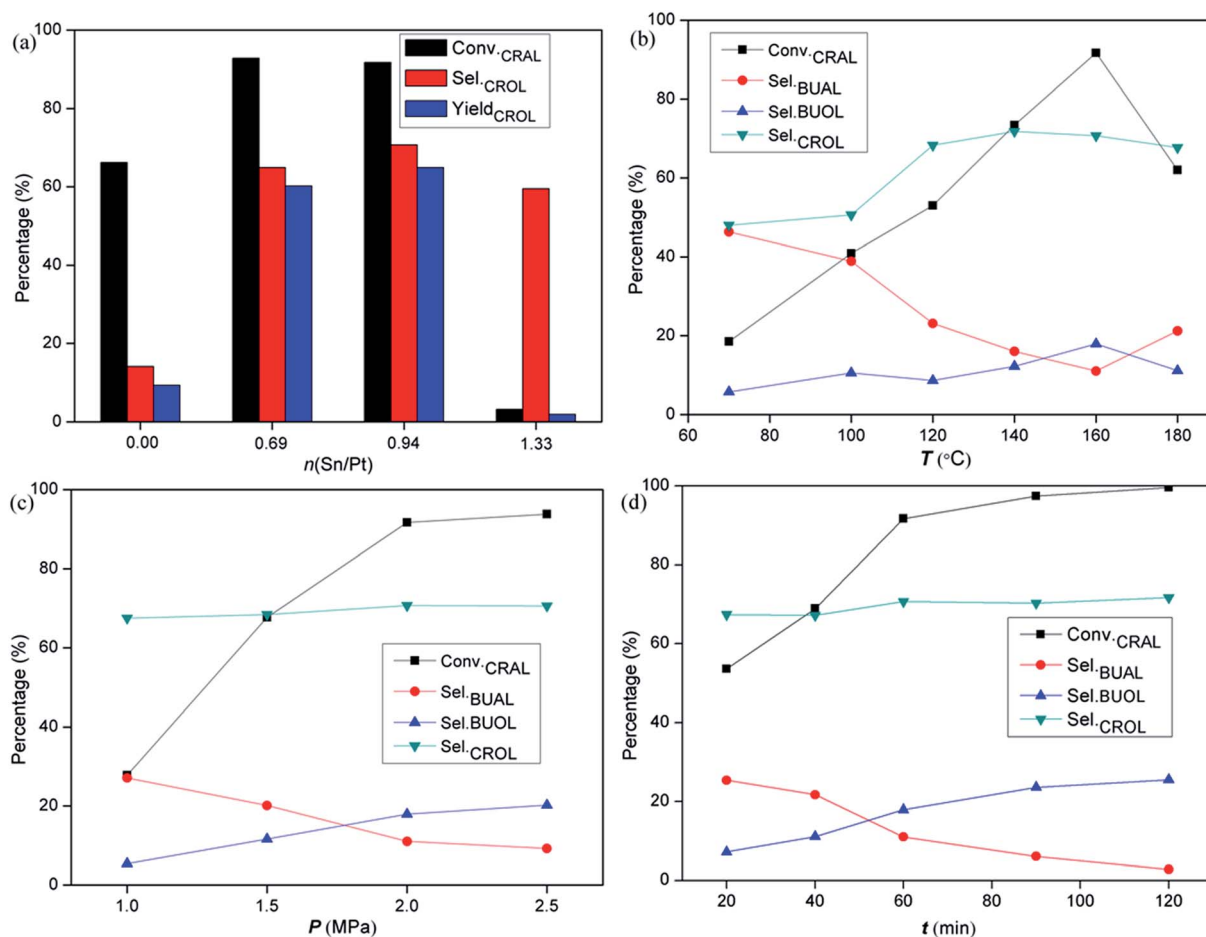 (a)
100
80
60
40
20
0
Percentage (%)
Conv.CRAL
Sel.CROL
YieldCROL
0.00 0.69 0.94 1.33
n(Sn/Pt)
(b)
100
80
60
40
20
0
Percentage (%)
Conv.CRAL
Sel.BUAL
Sel.BUOL
Sel.CROL
60 80 100 120 140 160 180
T (°C)
(c)
100
80
60
40
20
0
Percentage (%)
Conv.CRAL
Sel.BUAL
Sel.BUOL
Sel.CROL
1.0 1.5 2.0 2.5
P (MPa)
(d)
100
80
60
40
20
0
Percentage (%)
Conv.CRAL
Sel.BUAL
Sel.BUOL
Sel.CROL
20 40 60 80 100 120
t (min)